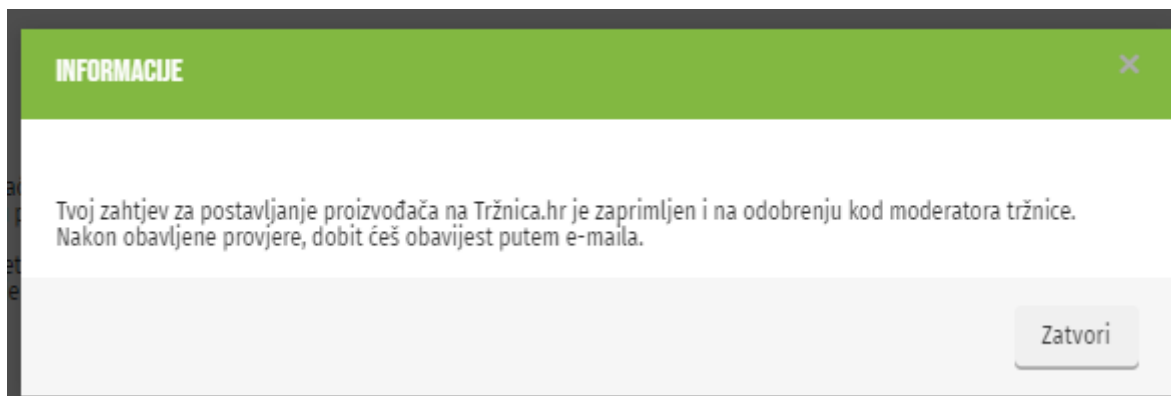 INFORMACIJE
Tvoj zahtjev za postavljanje proizvođača na Tržnica.hr je zaprimljen i na odobrenju kod moderatora tržnice.
Nakon obavljene provjere, dobit ćeš obavijest putem e-maila.
Zatvori